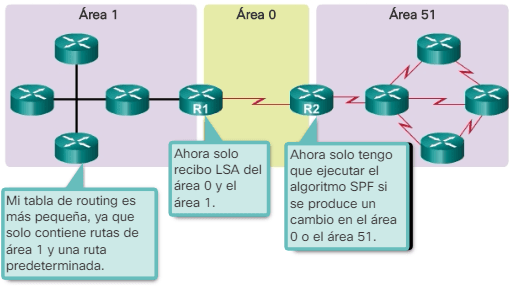 Área 1
Área 0
Área 51
R1
R2
Ahora solo
recibo LSA del
área 0 y el
área 1.
Ahora solo tengo
que ejecutar el
algoritmo SPF si
se produce un
cambio en el área
0 o el área 51.
Mi tabla de routing es
más pequeña, ya que
solo contiene rutas de
área 1 y una ruta
predeterminada.